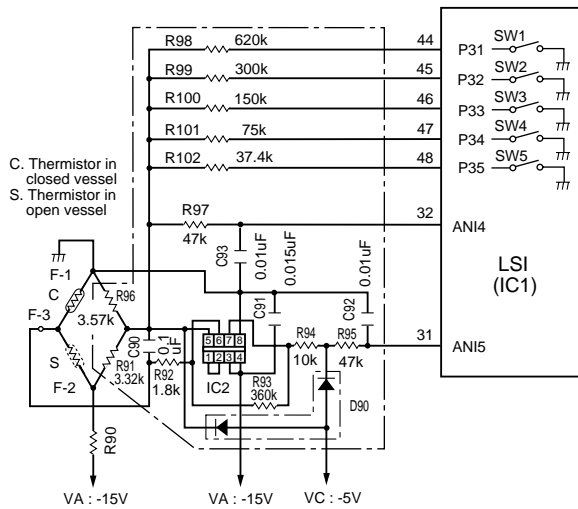 R98 620k 44 P31 SW1
R99 300k 45 P32 SW2
R100 150k 46 P33 SW3
R101 75k 47 P34 SW4
R102 37.4k 48 P35 SW5
C. Thermistor in
closed vessel
S. Thermistor in
open vessel
R97
47k
32
ANI4
C93
0.01uF
0.015uF
0.01uF
LSI
(IC1)
F-1
C
R96
3.57k
F-3
C90
0.1
uF
C91
C92
5 6 7 8
1 2 3 4
IC2
R94
10k
R95
47k
31
ANI5
S
F-2
R91
3.32k
R92
1.8k
R93
360k
D90
R90
VA : -15V
VA : -15V
VC : -5V